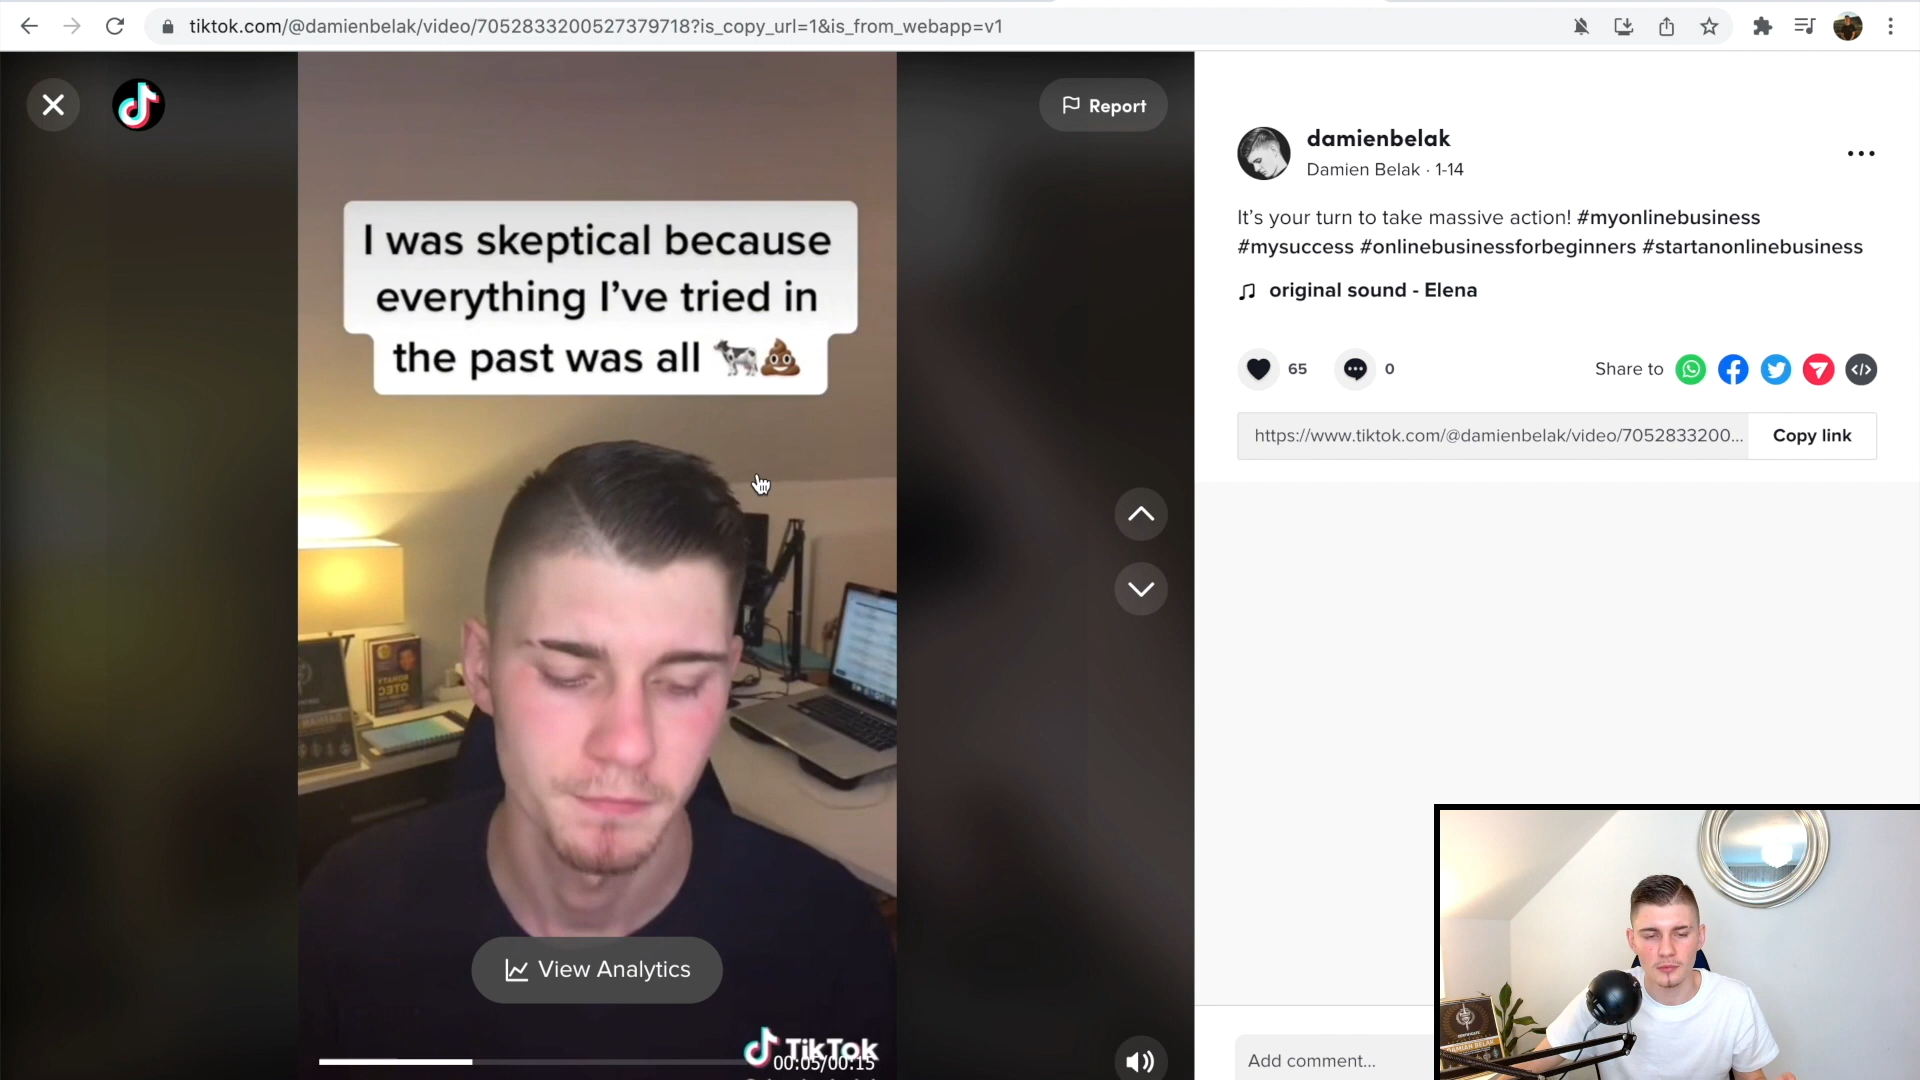 tiktok.com/@damienbelak/video/7052833200527379718?is_copy_url=1&is_from_webapp=v1
Report
I was skeptical because
everything I've tried in
the past was all 🐄💩
View Analytics
TikTok
00:05/00:15
damienbelak
Damien Belak · 1-14
It's your turn to take massive action! #myonlinebusiness
#mysuccess #onlinebusinessforbeginners #startanonlinebusiness
original sound - Elena
65
0
Share to
https://www.tiktok.com/@damienbelak/video/7052833200...
Copy link
Add comment...
DAMIAN BELAK